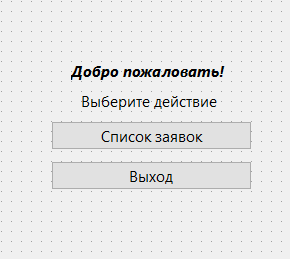 Добро пожаловать!
Выберите действие
Список заявок
Выход